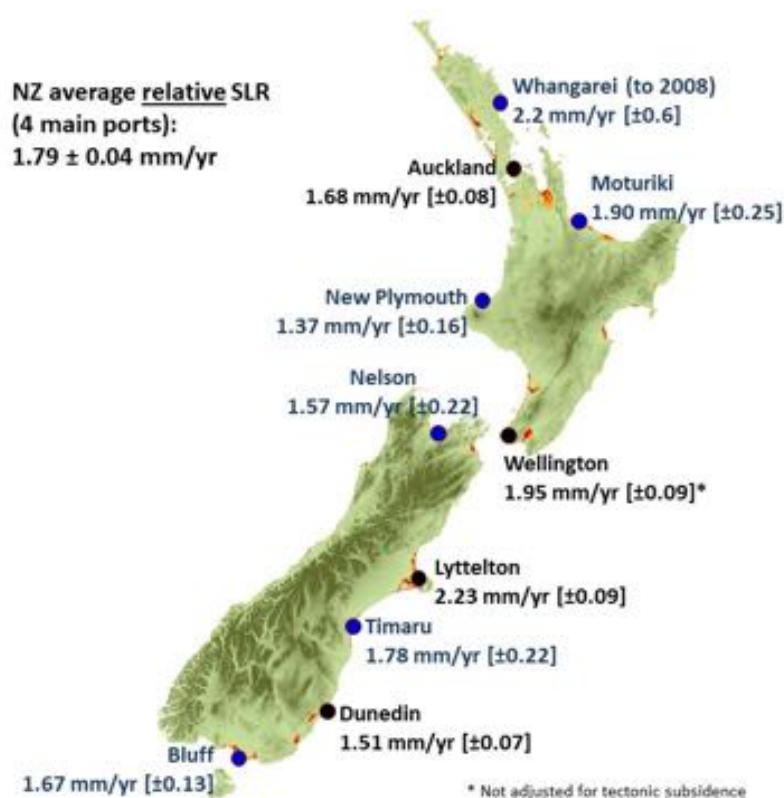 NZ average relative SLR
(4 main ports):
1.79 ± 0.04 mm/yr
Whangarei (to 2008)
2.2 mm/yr [±0.6]
Auckland
1.68 mm/yr [±0.08]
Moturiki
1.90 mm/yr [±0.25]
New Plymouth
1.37 mm/yr [±0.16]
Nelson
1.57 mm/yr [±0.22]
Wellington
1.95 mm/yr [±0.09]*
Lyttelton
2.23 mm/yr [±0.09]
Timaru
1.78 mm/yr [±0.22]
Dunedin
1.51 mm/yr [±0.07]
Bluff
1.67 mm/yr [±0.13]
* Not adjusted for tectonic subsidence